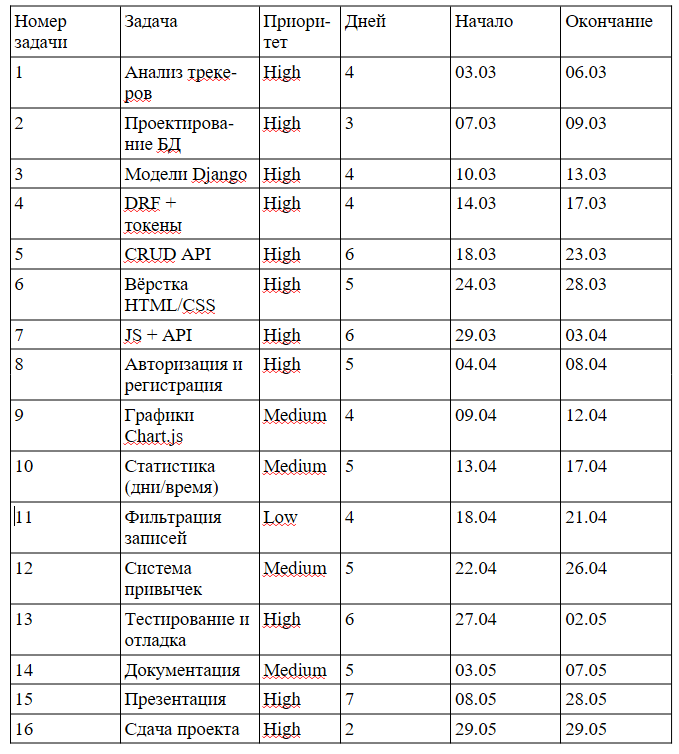 Номер задачи Задача Приори-тет Дней Начало Окончание
1 Анализ треке-ров High 4 03.03 06.03
2 Проектирова-ние БД High 3 07.03 09.03
3 Модели Django High 4 10.03 13.03
4 DRF + токены High 4 14.03 17.03
5 CRUD API High 6 18.03 23.03
6 Вёрстка HTML/CSS High 5 24.03 28.03
7 JS + API High 6 29.03 03.04
8 Авторизация и регистрация High 5 04.04 08.04
9 Графики Chart.js Medium 4 09.04 12.04
10 Статистика (дни/время) Medium 5 13.04 17.04
11 Фильтрация записей Low 4 18.04 21.04
12 Система привычек Medium 5 22.04 26.04
13 Тестирование и отладка High 6 27.04 02.05
14 Документация Medium 5 03.05 07.05
15 Презентация High 7 08.05 28.05
16 Сдача проекта High 2 29.05 29.05